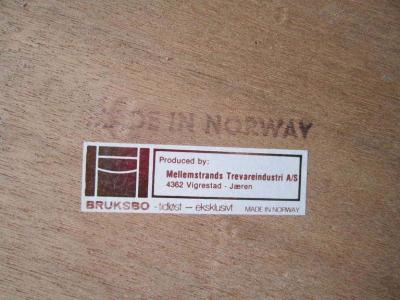 MADE IN NORWAY
Produced by:
Mellemstrands Trevareindustri A/S
4362 Vigrestad - Jæren
BRUKSBO - tidløst – eksklusivt MADE IN NORWAY